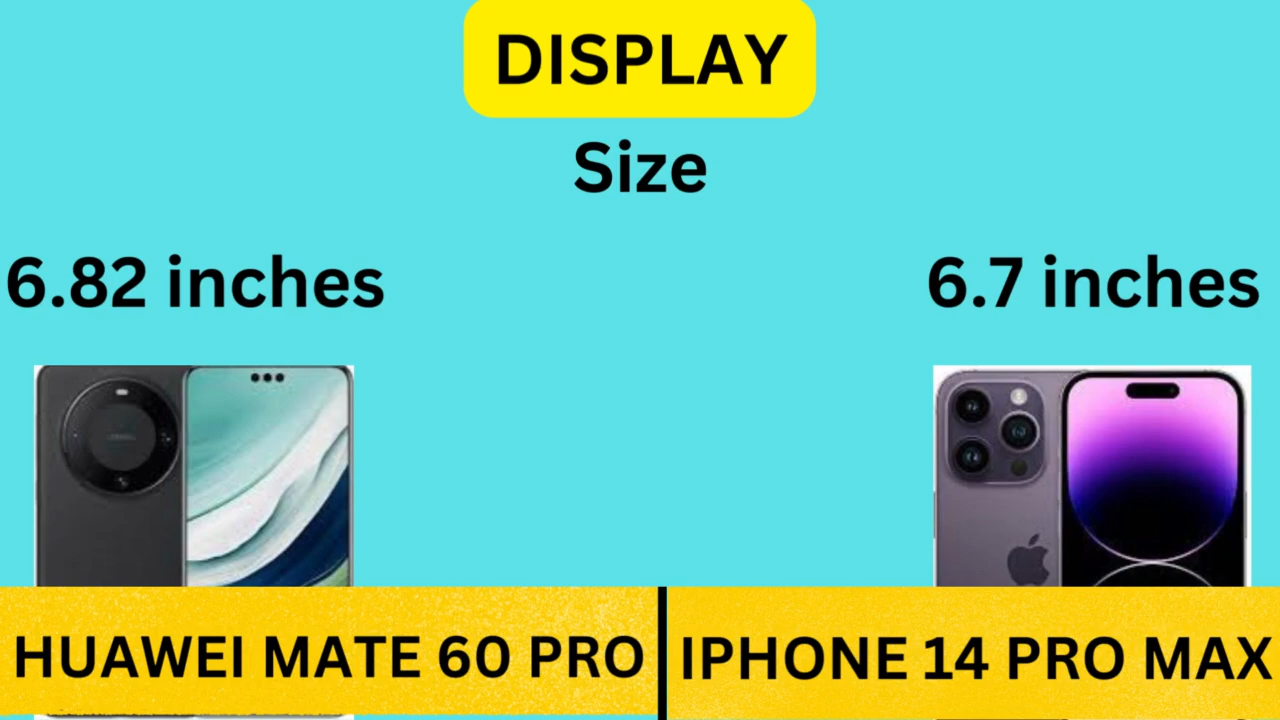 DISPLAY
Size
6.82 inches
6.7 inches
HUAWEI MATE 60 PRO
IPHONE 14 PRO MAX